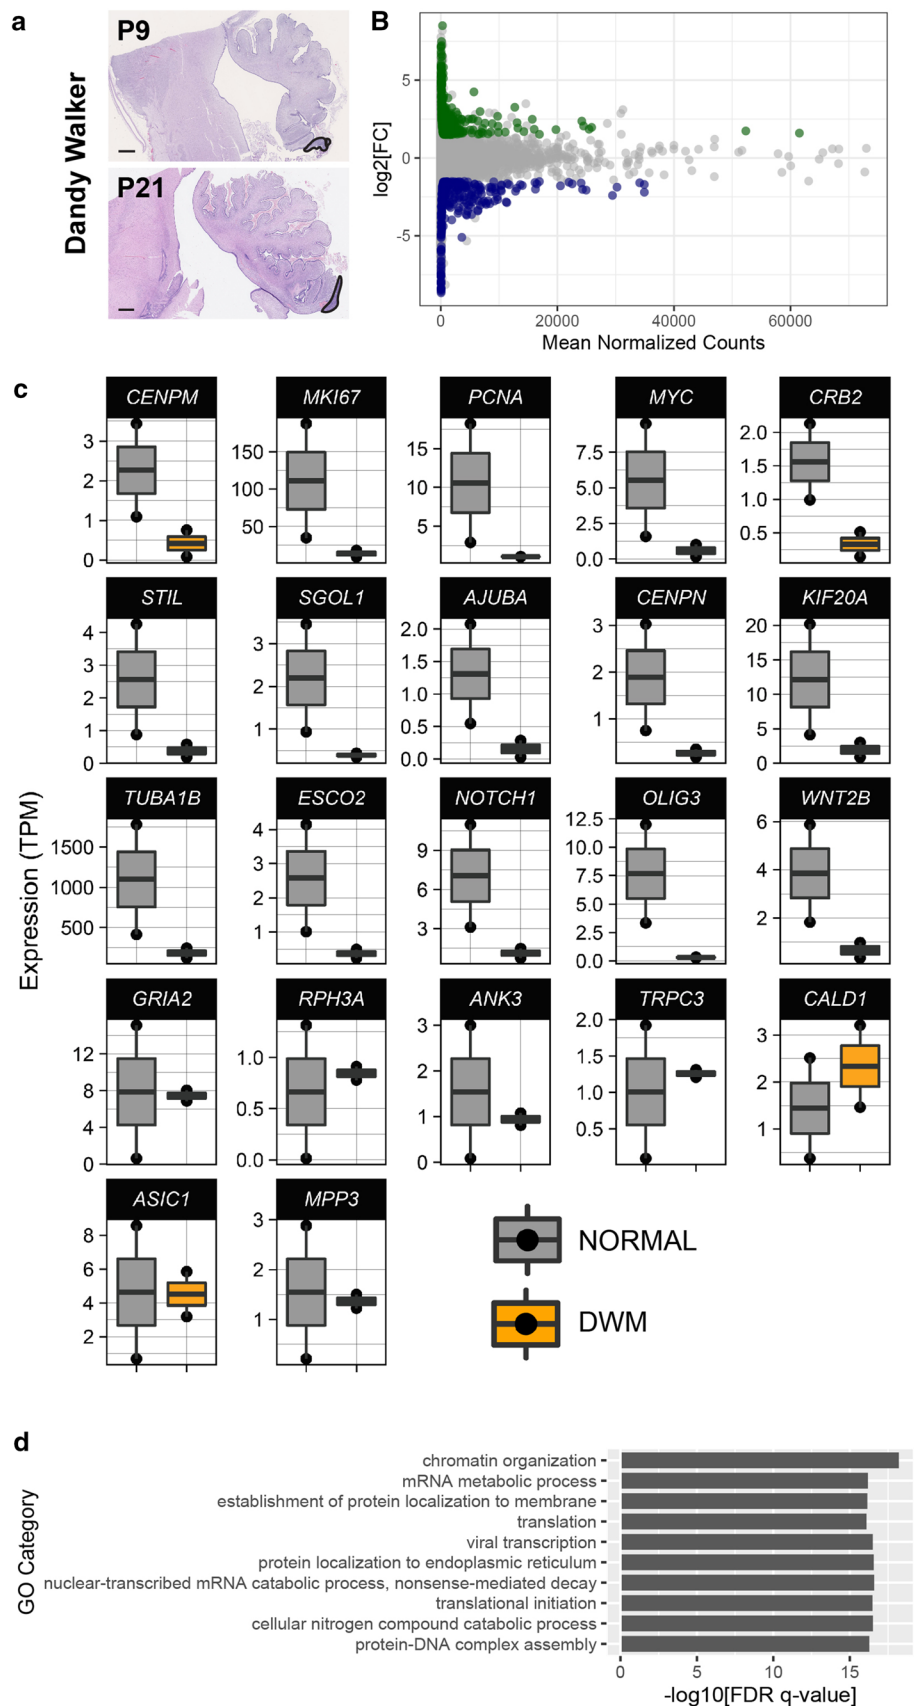 a
Dandy Walker
P9
P21
B
log2[FC]
5
0
-5
0 20000 40000 60000
Mean Normalized Counts
c
Expression (TPM)
CENPM MKI67 PCNA MYC CRB2
3
2
1
0
150
100
50
15
10
5
7.5
5.0
2.5
0.0
2.0
1.5
1.0
0.5
STIL SGOL1 AJUBA CENPN KIF20A
4
3
2
1
0
3
2
1
2.0
1.5
1.0
0.5
0.0
3
2
1
20
15
10
5
0
TUBA1B ESCO2 NOTCH1 OLIG3 WNT2B
1500
1000
500
4
3
2
1
9
6
3
12.5
10.0
7.5
5.0
2.5
0.0
6
4
2
GRIA2 RPH3A ANK3 TRPC3 CALD1
12
8
4
0
1.0
0.5
0.0
3
2
1
0
2.0
1.5
1.0
0.5
3
2
1
ASIC1 MPP3
8
6
4
2
3
2
1
NORMAL
DWM
d
GO Category
chromatin organization
mRNA metabolic process
establishment of protein localization to membrane
translation
viral transcription
protein localization to endoplasmic reticulum
nuclear-transcribed mRNA catabolic process, nonsense-mediated decay
translational initiation
cellular nitrogen compound catabolic process
protein-DNA complex assembly
0 5 10 15
-log10[FDR q-value]